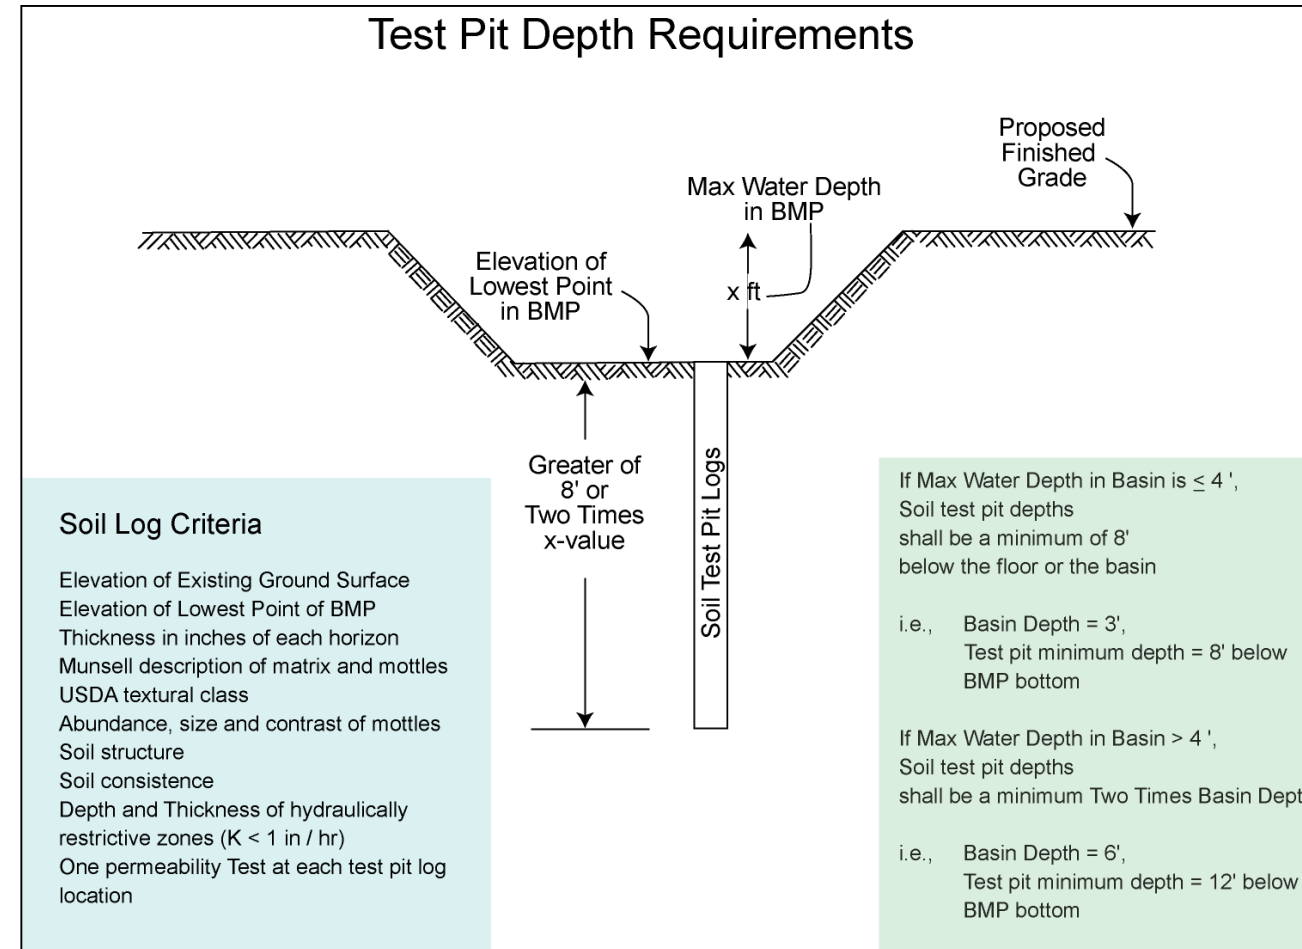 Test Pit Depth Requirements
Proposed
Finished
Grade
Max Water Depth
in BMP
Elevation of
Lowest Point
in BMP
x ft
Greater of
8' or
Two Times
x-value
Soil Test Pit Logs
Soil Log Criteria
Elevation of Existing Ground Surface
Elevation of Lowest Point of BMP
Thickness in inches of each horizon
Munsell description of matrix and mottles
USDA textural class
Abundance, size and contrast of mottles
Soil structure
Soil consistence
Depth and Thickness of hydraulically
restrictive zones (K < 1 in / hr)
One permeability Test at each test pit log
location
If Max Water Depth in Basin is ≤ 4 ',
Soil test pit depths
shall be a minimum of 8'
below the floor or the basin
i.e., Basin Depth = 3',
Test pit minimum depth = 8' below
BMP bottom
If Max Water Depth in Basin > 4 ',
Soil test pit depths
shall be a minimum Two Times Basin Dept
i.e., Basin Depth = 6',
Test pit minimum depth = 12' below
BMP bottom